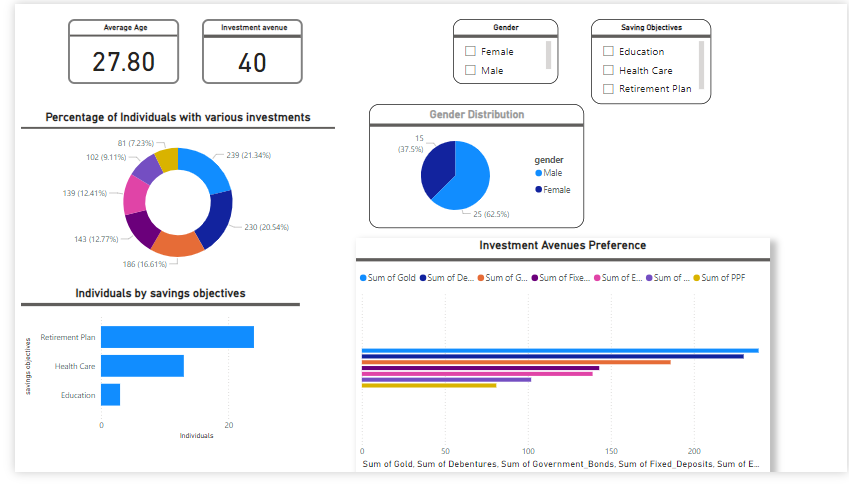 Average Age
27.80
Investment avenue
40
Gender
Female
Male
Saving Objectives
Education
Health Care
Retirement Plan
Percentage of Individuals with various investments
81 (7.23%)
102 (9.11%)
239 (21.34%)
139 (12.41%)
230 (20.54%)
143 (12.77%)
186 (16.61%)
Gender Distribution
15
(37.5%)
gender
Male
Female
25 (62.5%)
Individuals by savings objectives
savings objectives
Retirement Plan
Health Care
Education
0 20
Individuals
Investment Avenues Preference
Sum of Gold Sum of De... Sum of G... Sum of Fixe... Sum of E... Sum of ... Sum of PPF
0 50 100 150 200
Sum of Gold, Sum of Debentures, Sum of Government_Bonds, Sum of Fixed_Deposits, Sum of E...